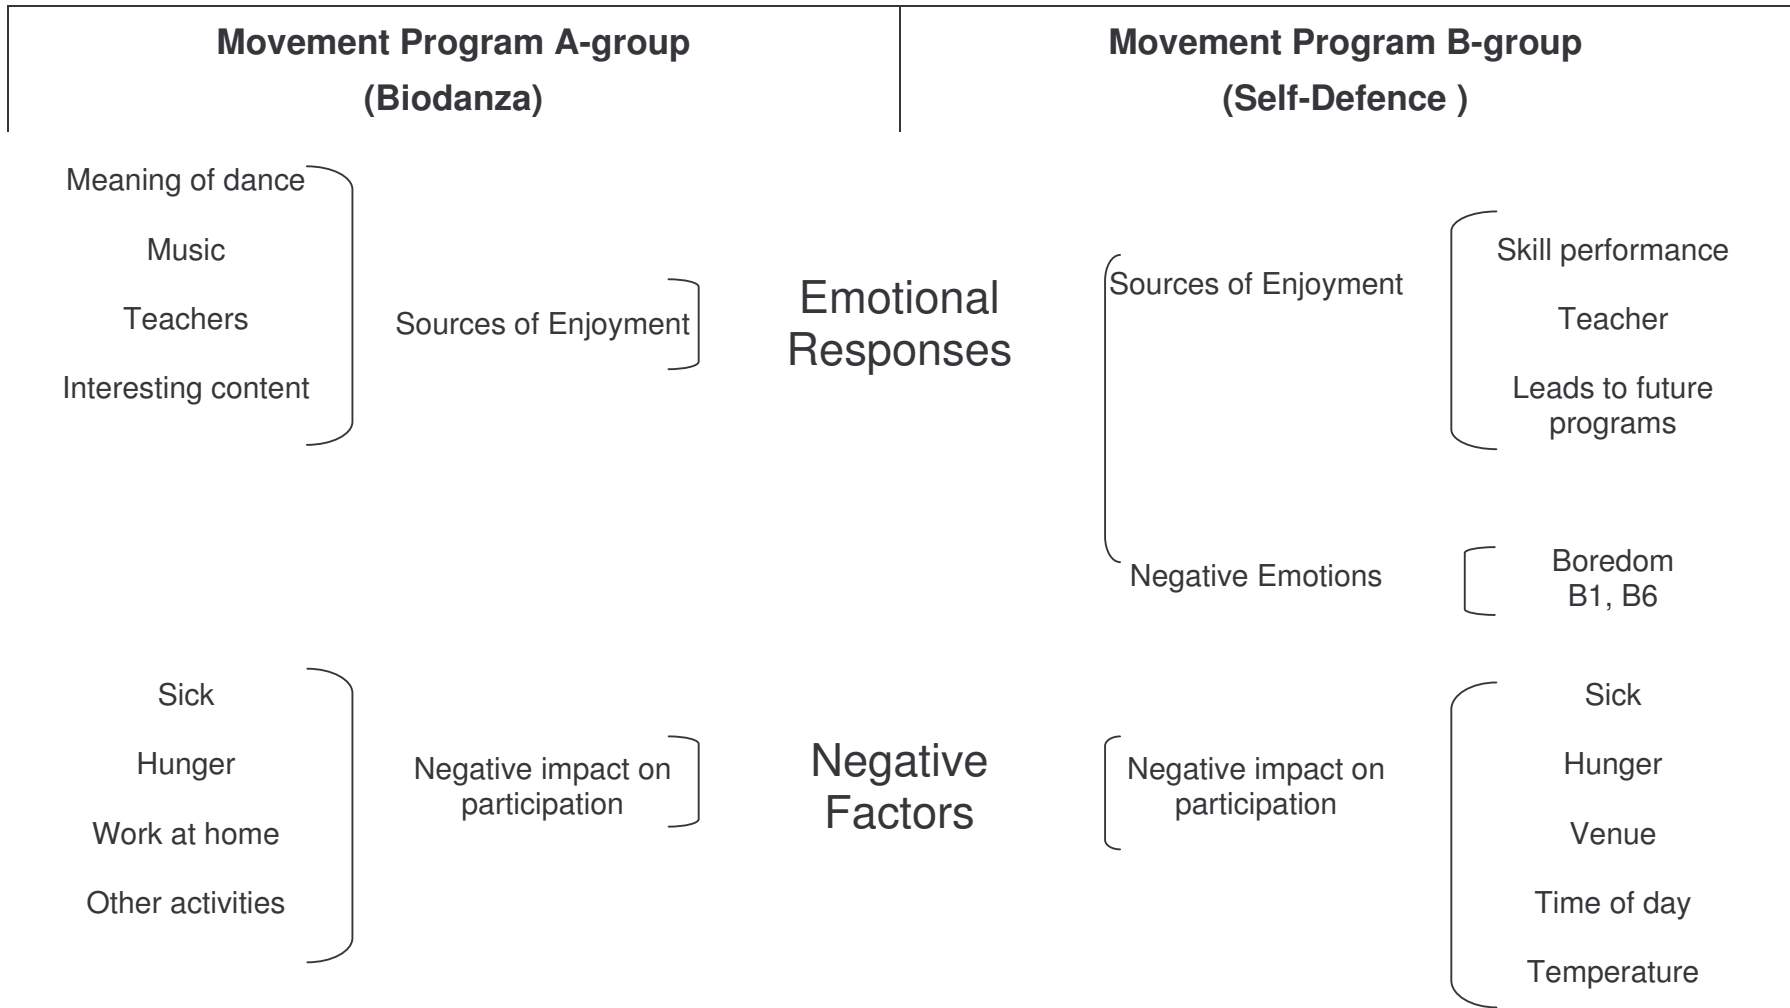 Movement Program A-group
(Biodanza)
Movement Program B-group
(Self-Defence )
Meaning of dance
Music
Teachers
Interesting content
Sources of Enjoyment
Emotional
Responses
Sources of Enjoyment
Skill performance
Teacher
Leads to future
programs
Negative Emotions
Boredom
B1, B6
Sick
Hunger
Work at home
Other activities
Negative impact on
participation
Negative
Factors
Negative impact on
participation
Sick
Hunger
Venue
Time of day
Temperature